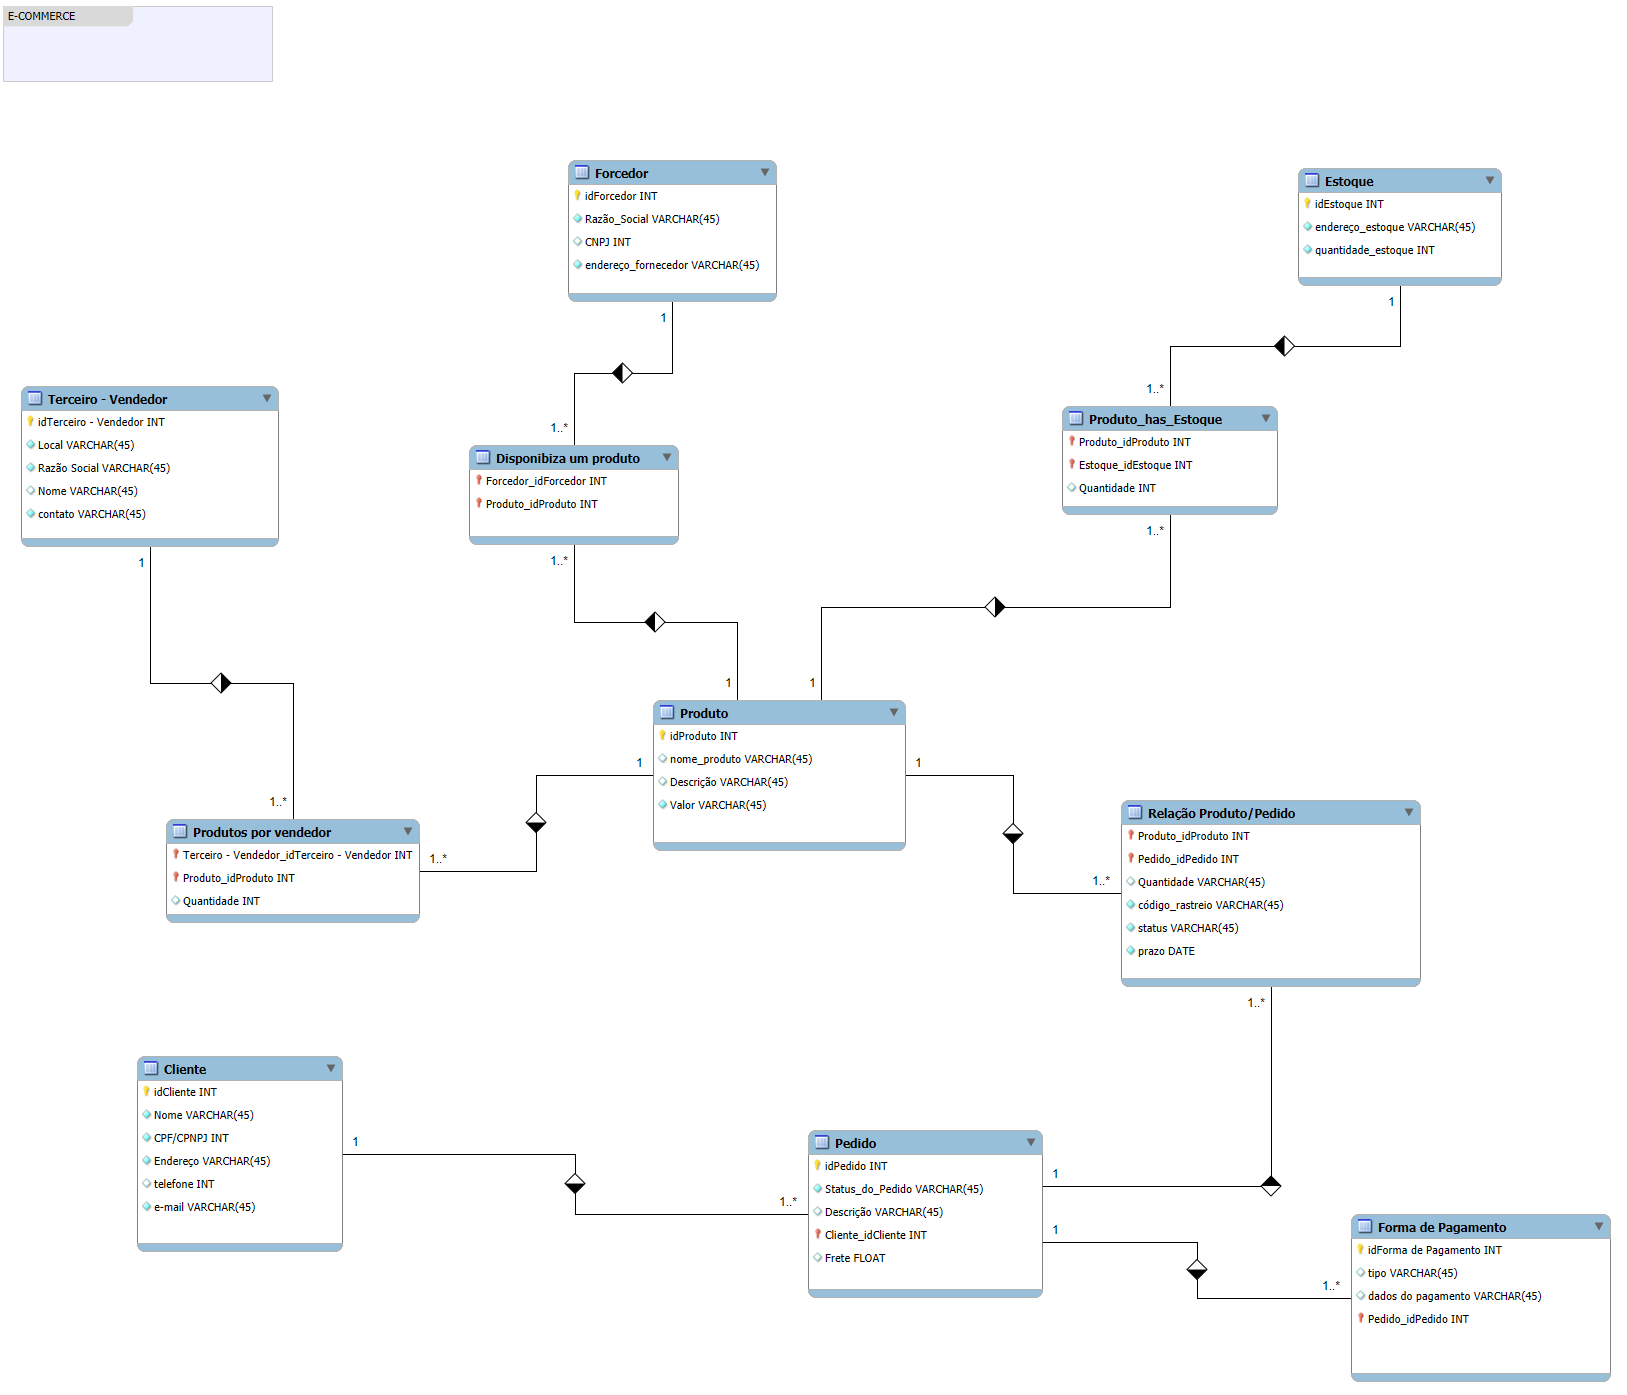 E-COMMERCE
Forcedor
idForcedor INT
Razão_Social VARCHAR(45)
CNPJ INT
endereço_fornecedor VARCHAR(45)
1
1..*
Estoque
idEstoque INT
endereço_estoque VARCHAR(45)
quantidade_estoque INT
1
1..*
Terceiro - Vendedor
idTerceiro - Vendedor INT
Local VARCHAR(45)
Razão Social VARCHAR(45)
Nome VARCHAR(45)
contato VARCHAR(45)
1
1..*
Disponibiza um produto
Forcedor_idForcedor INT
Produto_idProduto INT
1..*
1
Produto_has_Estoque
Produto_idProduto INT
Estoque_idEstoque INT
Quantidade INT
1..*
1
Produto
idProduto INT
nome_produto VARCHAR(45)
Descrição VARCHAR(45)
Valor VARCHAR(45)
1
1
Produtos por vendedor
Terceiro - Vendedor_idTerceiro - Vendedor INT
Produto_idProduto INT
Quantidade INT
1..*
1..*
Relação Produto/Pedido
Produto_idProduto INT
Pedido_idPedido INT
Quantidade VARCHAR(45)
código_rastreio VARCHAR(45)
status VARCHAR(45)
prazo DATE
1..*
Cliente
idCliente INT
Nome VARCHAR(45)
CPF/CPNPJ INT
Endereço VARCHAR(45)
telefone INT
e-mail VARCHAR(45)
1
1..*
Pedido
idPedido INT
Status_do_Pedido VARCHAR(45)
Descrição VARCHAR(45)
Cliente_idCliente INT
Frete FLOAT
1
1
1..*
Forma de Pagamento
idForma de Pagamento INT
tipo VARCHAR(45)
dados do pagamento VARCHAR(45)
Pedido_idPedido INT